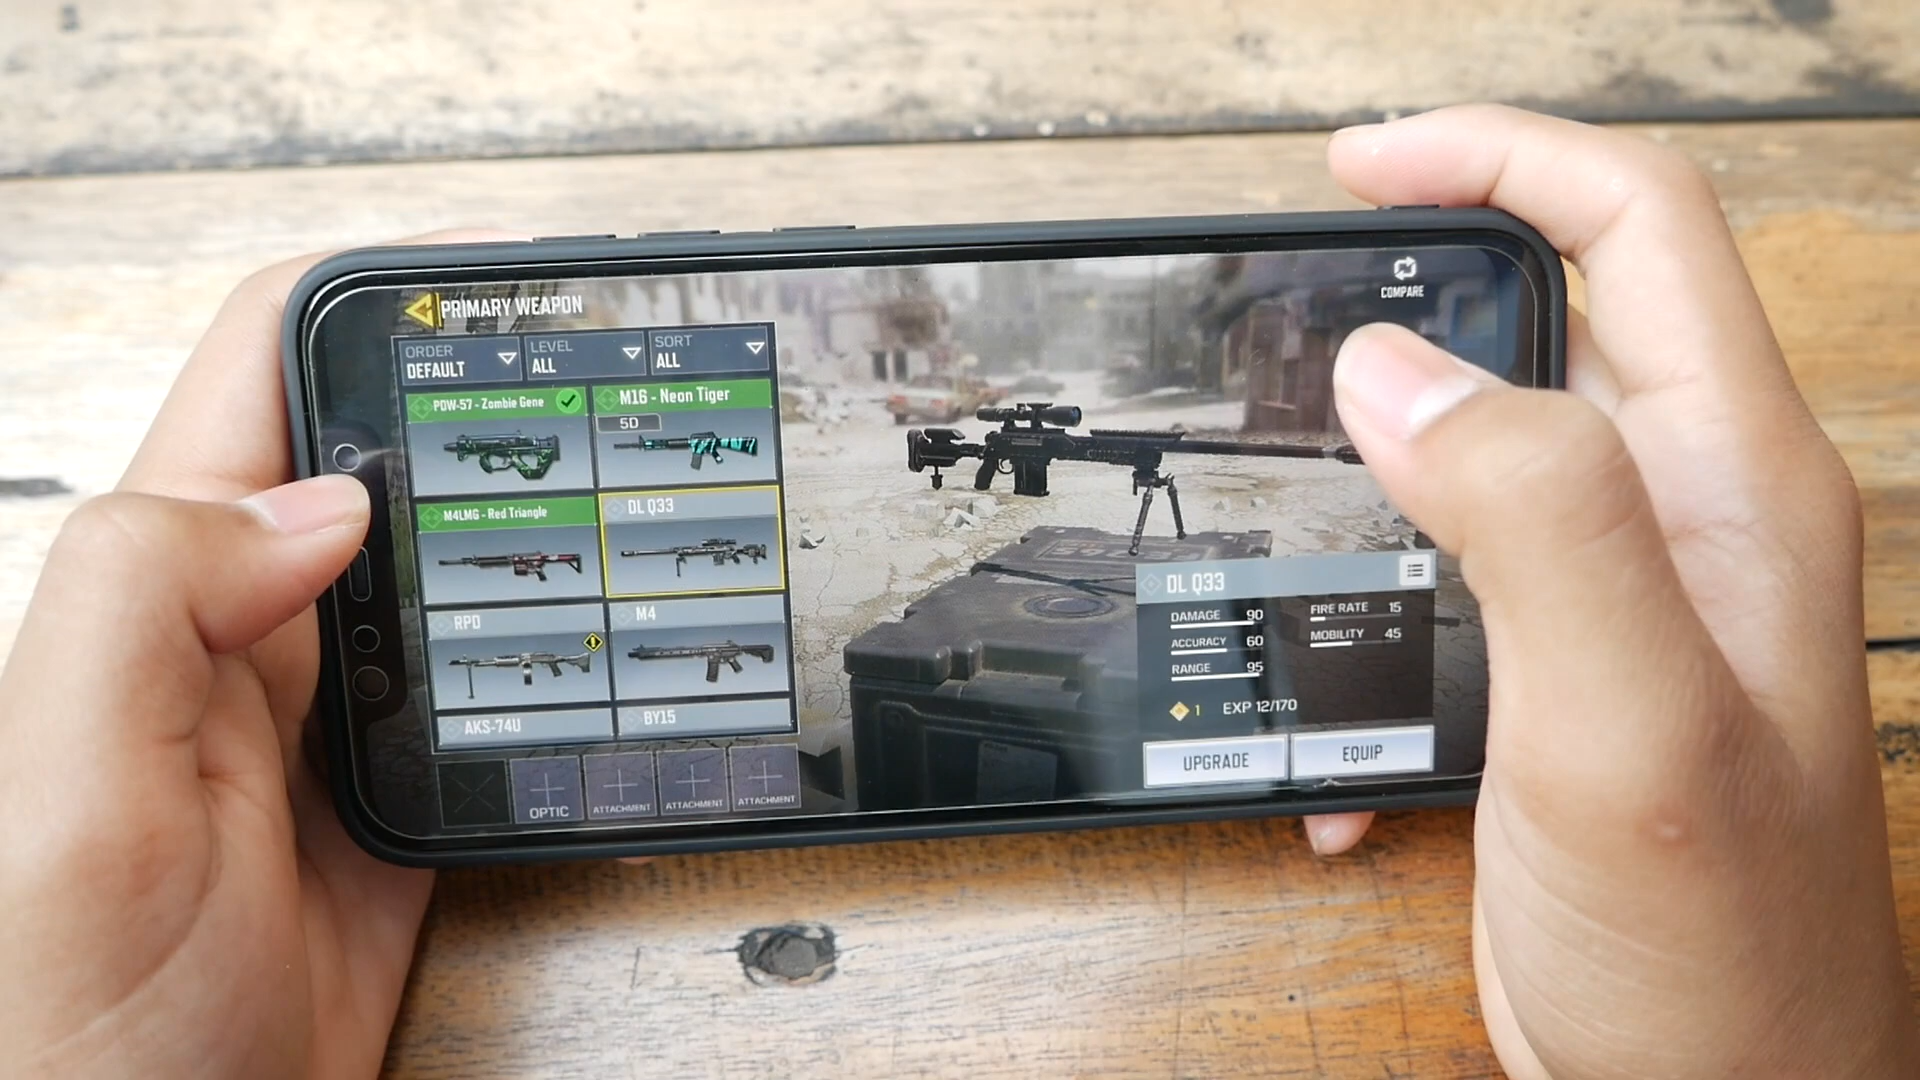 PRIMARY WEAPON
COMPARE
ORDER
DEFAULT
LEVEL
ALL
SORT
ALL
PDW-57 - Zombie Gene
M16 - Neon Tiger
5D
M4LMG - Red Triangle
DL Q33
RPD
M4
AKS-74U
BY15
OPTIC
ATTACHMENT
ATTACHMENT
ATTACHMENT
DL Q33
DAMAGE 90
FIRE RATE 15
ACCURACY 60
MOBILITY 45
RANGE 95
1 EXP 12/170
UPGRADE
EQUIP